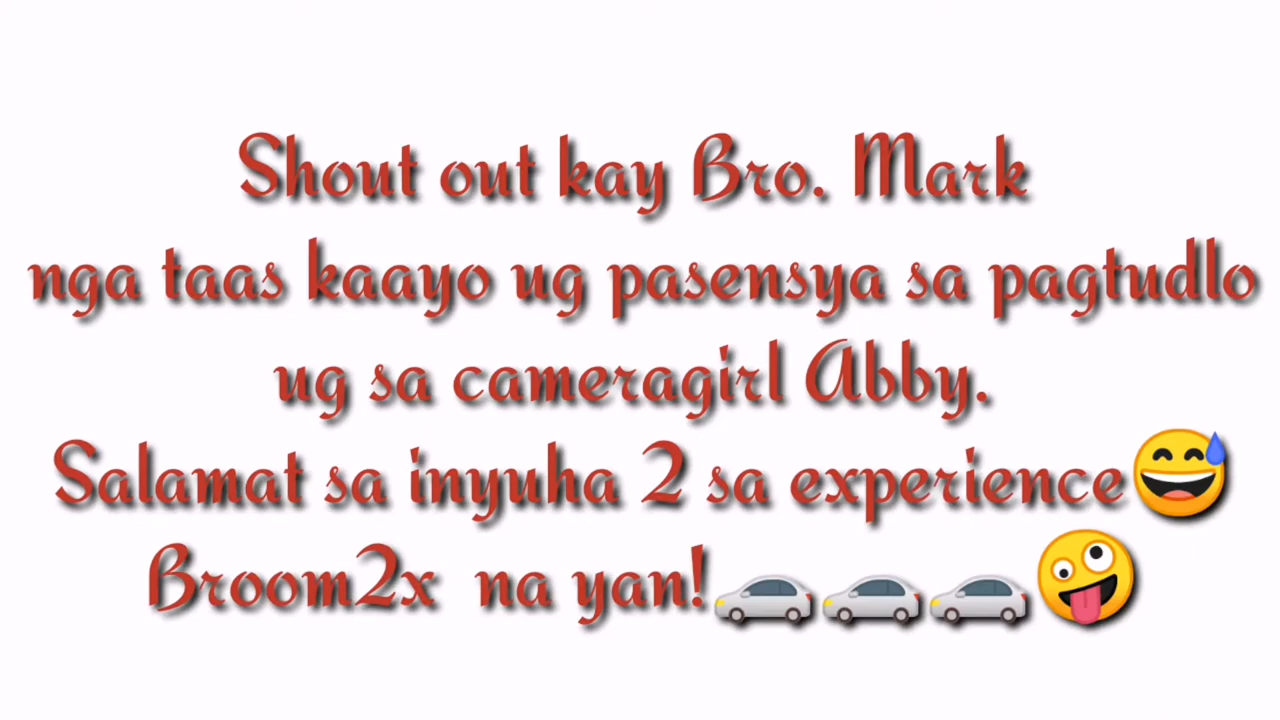 Shout out kay Bro. Mark
nga taas kaayo ug pasensya sa pagtudlo
ug sa cameragirl Abby.
Salamat sa inyuha 2 sa experience😅
Broom2x na yan!🚗🚗🚗🤪